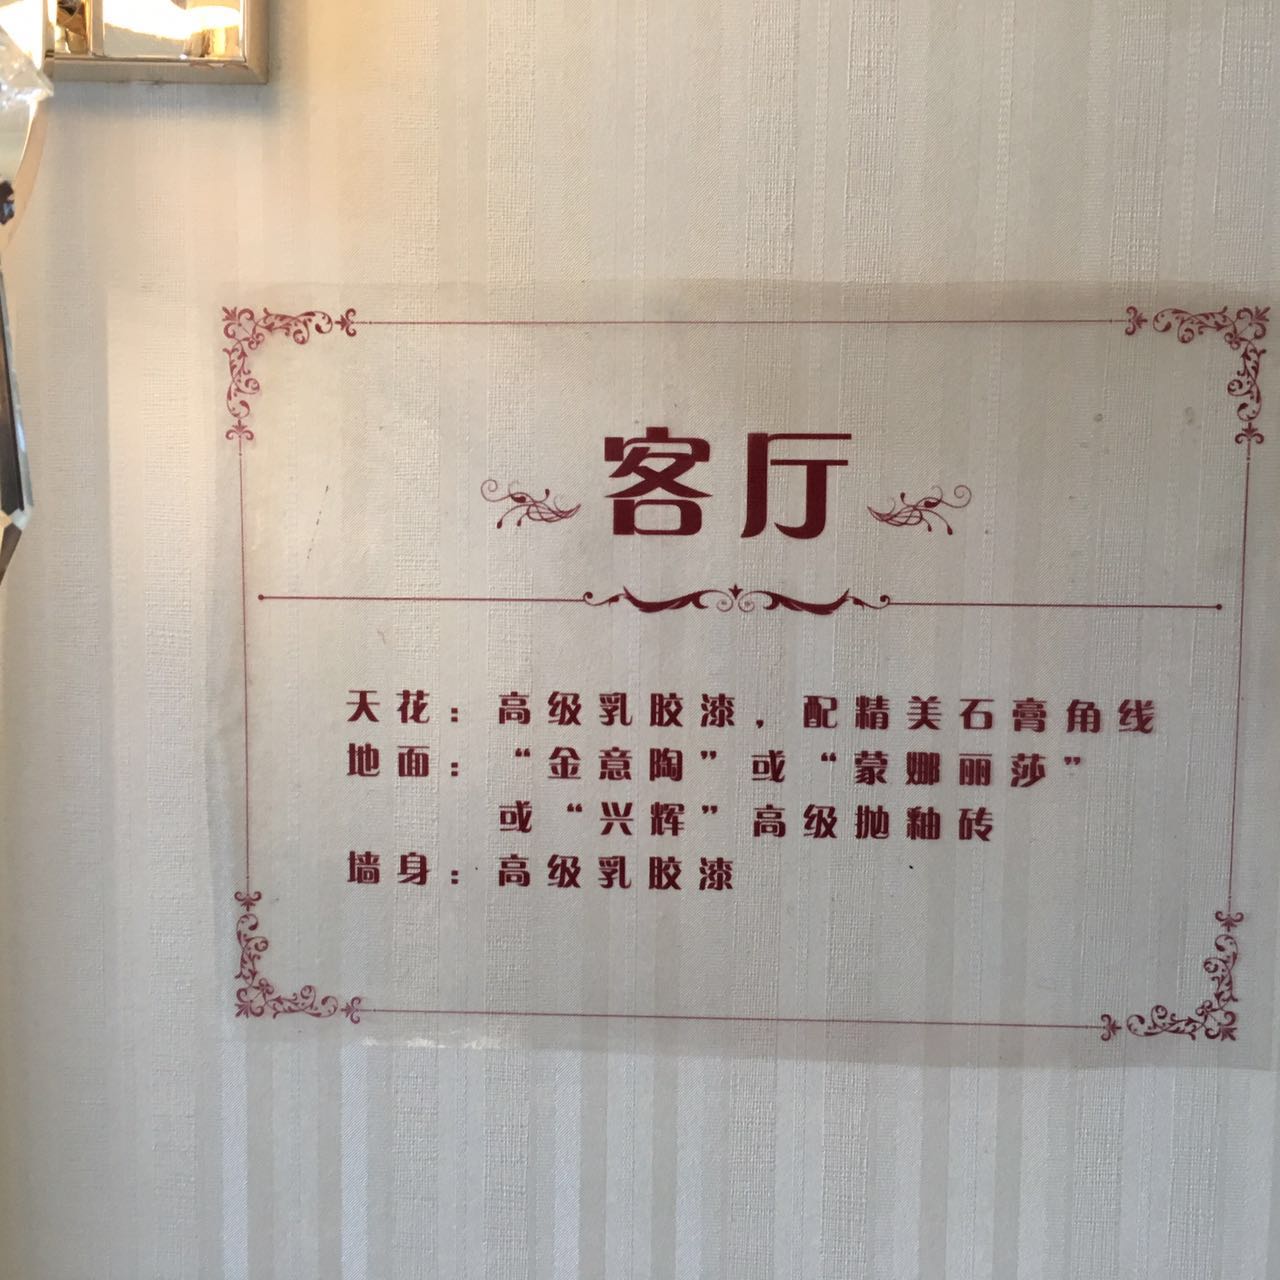 客厅
天花：高级乳胶漆，配精美石膏角线
地面：“金意陶”或“蒙娜丽莎”
或“兴辉”高级抛釉砖
墙身：高级乳胶漆